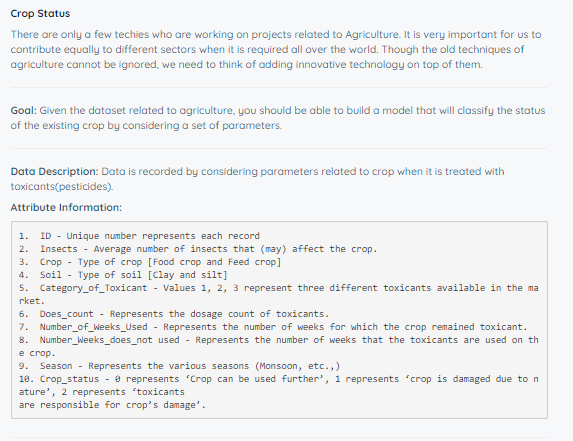 Crop Status
There are only a few techies who are working on projects related to Agriculture. It is very important for us to
contribute equally to different sectors when it is required all over the world. Though the old techniques of
agriculture cannot be ignored, we need to think of adding innovative technology on top of them.
Goal: Given the dataset related to agriculture, you should be able to build a model that will classify the status
of the existing crop by considering a set of parameters.
Data Description: Data is recorded by considering parameters related to crop when it is treated with
toxicants(pesticides).
Attribute Information:
1. ID - Unique number represents each record
2. Insects - Average number of insects that (may) affect the crop.
3. Crop - Type of crop [Food crop and Feed crop]
4. Soil - Type of soil [Clay and silt]
5. Category_of_Toxicant - Values 1, 2, 3 represent three different toxicants available in the ma
rket.
6. Does_count - Represents the dosage count of toxicants.
7. Number_of_Weeks_Used - Represents the number of weeks for which the crop remained toxicant.
8. Number_Weeks_does_not used - Represents the number of weeks that the toxicants are used on th
e crop.
9. Season - Represents the various seasons (Monsoon, etc.,)
10. Crop_status - 0 represents ‘Crop can be used further’, 1 represents ‘crop is damaged due to n
ature’, 2 represents ‘toxicants
are responsible for crop’s damage’.